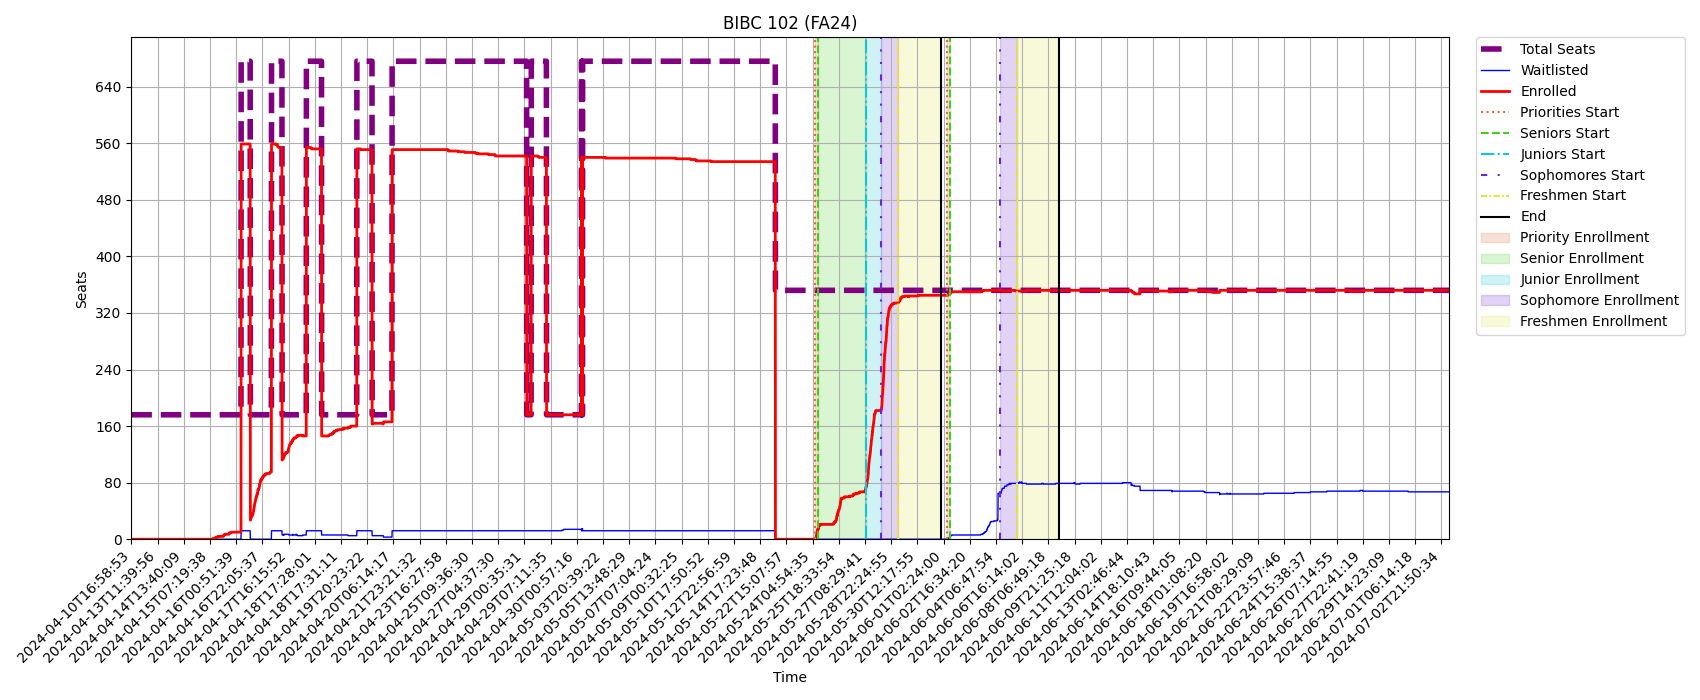 BIBC 102 (FA24)
Total Seats
Waitlisted
Enrolled
Priorities Start
Seniors Start
Juniors Start
Sophomores Start
Freshmen Start
End
Priority Enrollment
Senior Enrollment
Junior Enrollment
Sophomore Enrollment
Freshmen Enrollment
Seats
640
560
480
400
320
240
160
80
0
2024-04-10T16:58:53
2024-04-13T11:39:56
2024-04-14T13:40:09
2024-04-15T07:19:38
2024-04-16T00:51:39
2024-04-16T22:05:37
2024-04-17T16:15:52
2024-04-18T17:28:01
2024-04-18T17:31:11
2024-04-19T20:23:22
2024-04-20T06:14:17
2024-04-21T23:21:32
2024-04-23T16:27:58
2024-04-25T09:36:30
2024-04-27T04:37:30
2024-04-29T00:35:31
2024-04-29T07:11:35
2024-04-30T00:57:16
2024-05-03T20:39:22
2024-05-05T13:48:29
2024-05-07T07:04:24
2024-05-09T00:32:25
2024-05-10T17:50:52
2024-05-12T22:56:59
2024-05-14T17:23:48
2024-05-22T15:07:57
2024-05-24T04:54:35
2024-05-25T18:33:54
2024-05-27T08:29:41
2024-05-28T22:24:55
2024-05-30T12:17:55
2024-06-01T02:24:00
2024-06-02T16:34:20
2024-06-04T06:47:54
2024-06-06T16:14:02
2024-06-08T06:49:18
2024-06-09T21:25:18
2024-06-11T12:04:02
2024-06-13T02:46:44
2024-06-14T18:10:43
2024-06-16T09:44:05
2024-06-18T01:08:20
2024-06-19T16:58:02
2024-06-21T08:29:09
2024-06-22T23:57:46
2024-06-24T15:38:37
2024-06-26T07:14:55
2024-06-27T22:41:19
2024-06-29T14:23:09
2024-07-01T06:14:18
2024-07-02T21:50:34
Time